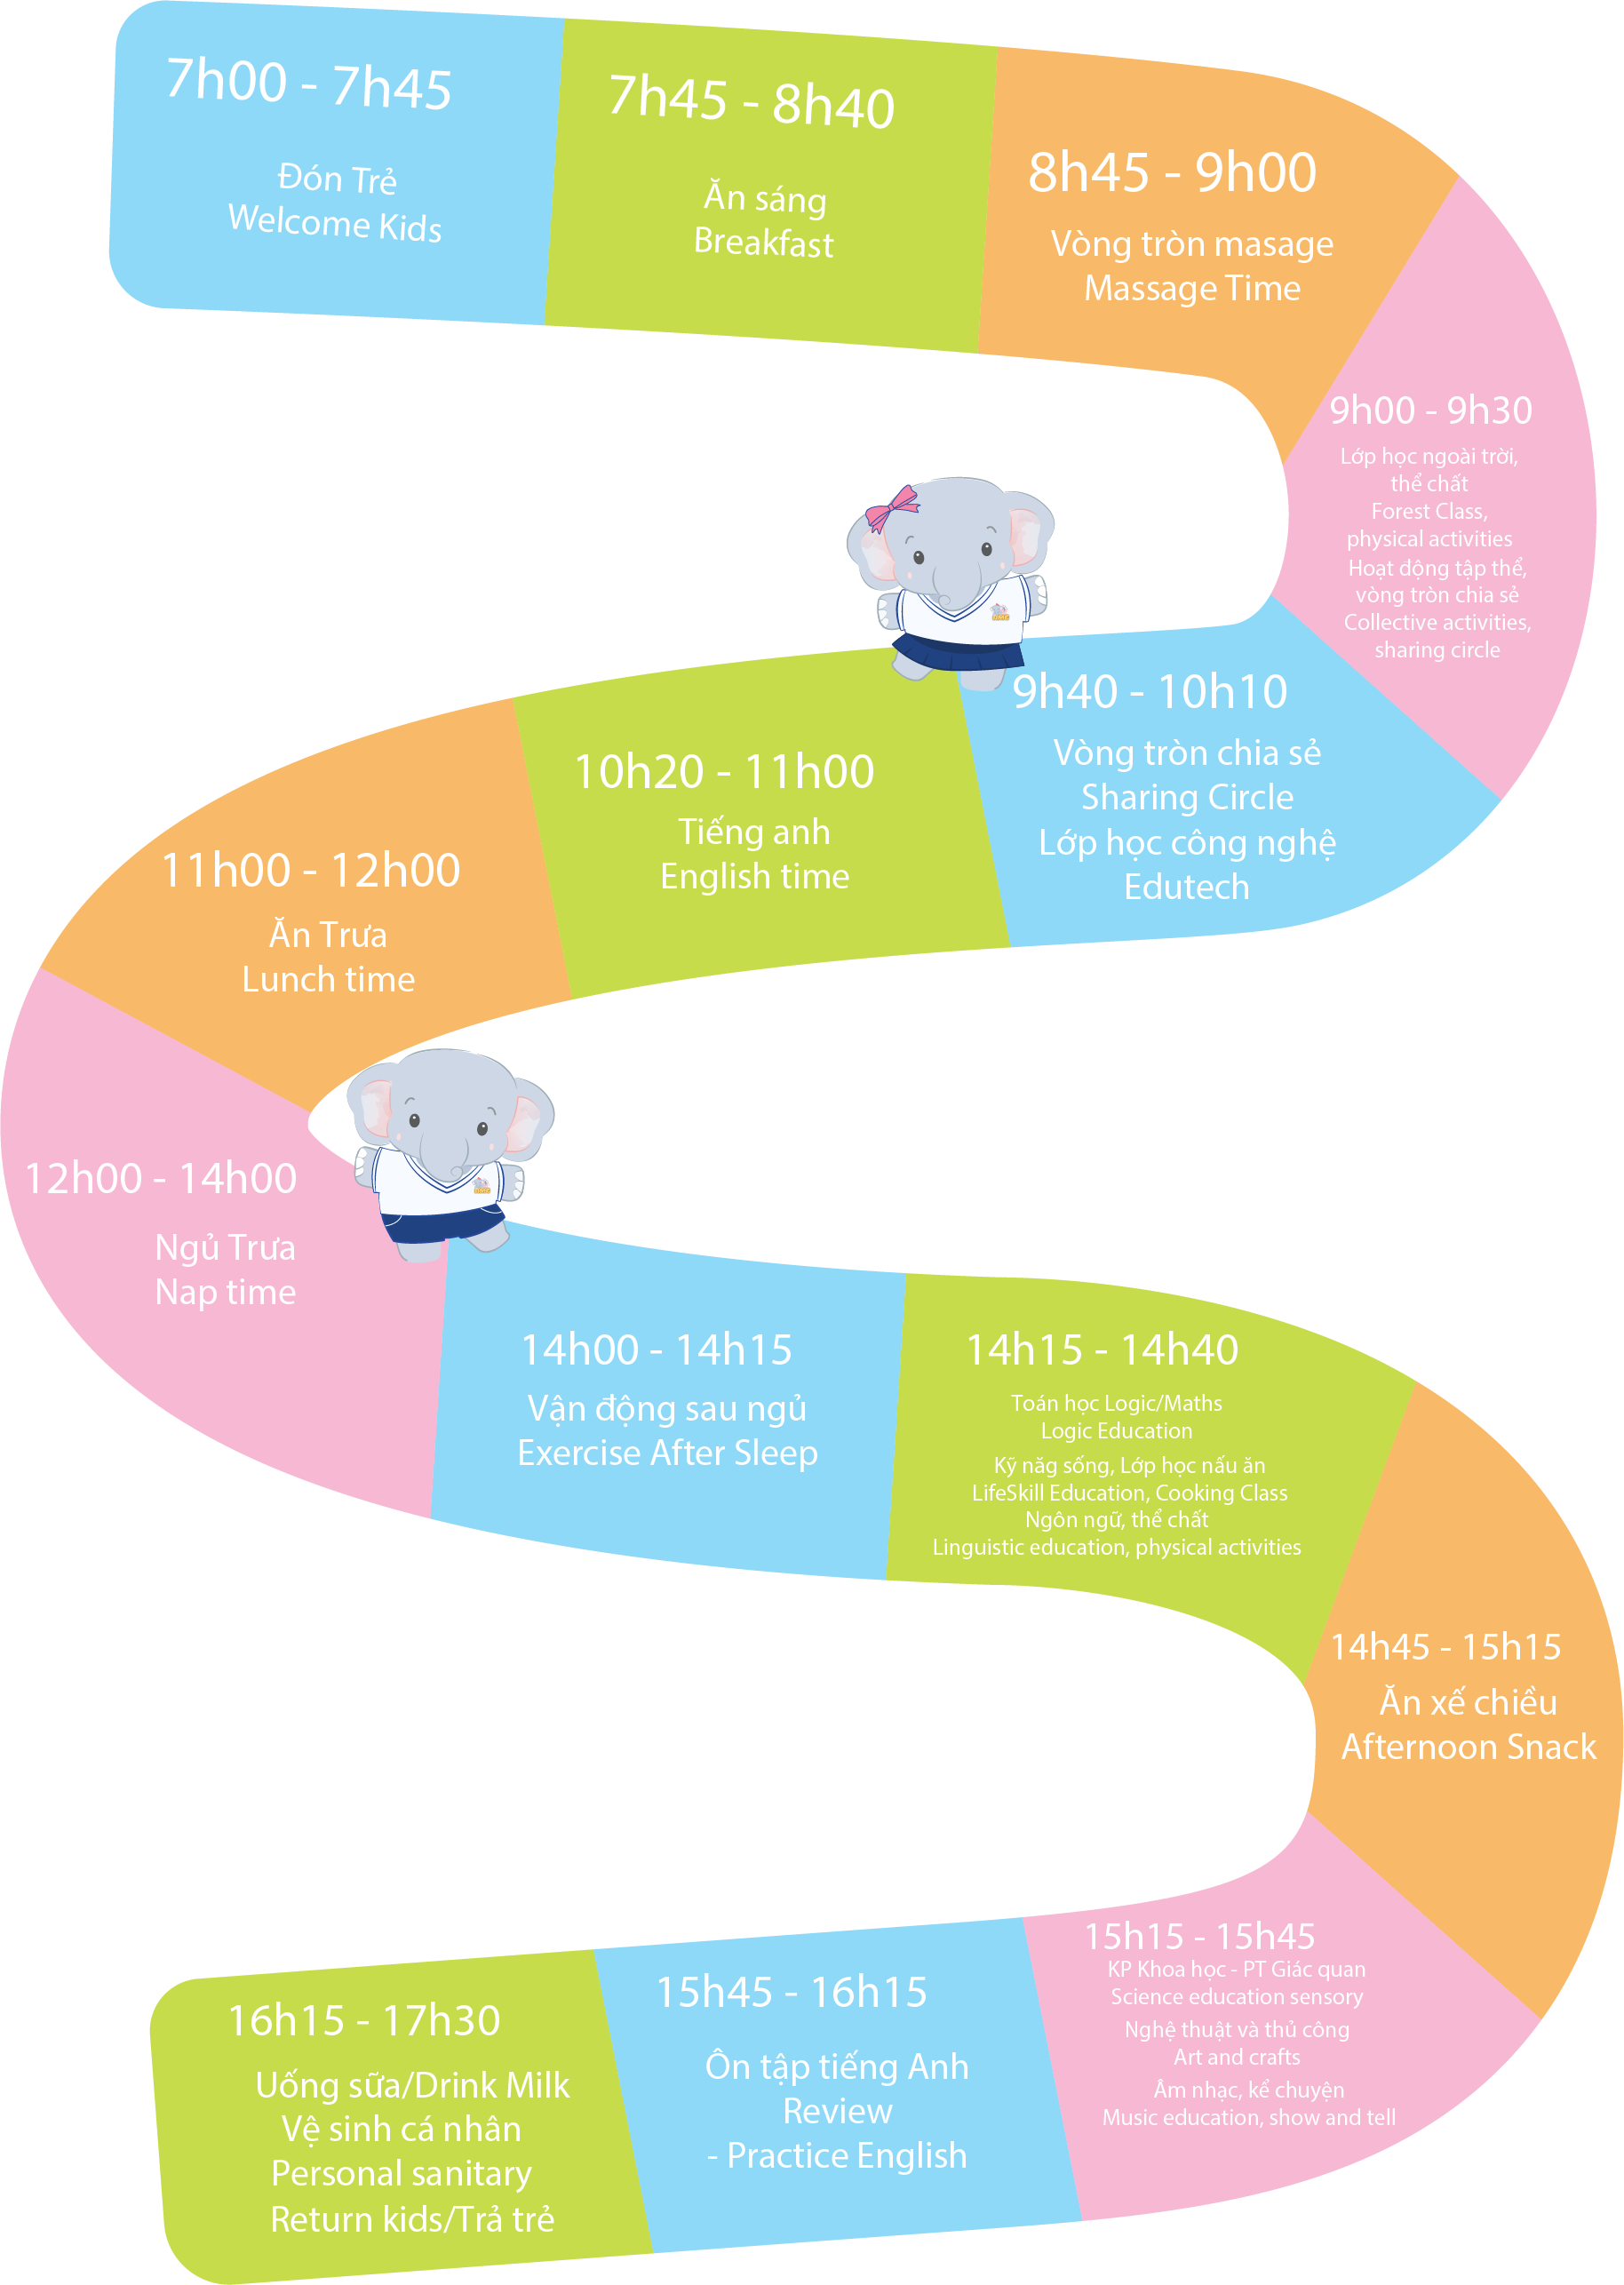 7h00 - 7h45
Đón Trẻ
Welcome Kids
7h45 - 8h40
Ăn sáng
Breakfast
8h45 - 9h00
Vòng tròn masage
Massage Time
9h00 - 9h30
Lớp học ngoài trời,
thể chất
Forest Class,
physical activities
Hoạt động tập thể,
vòng tròn chia sẻ
Collective activities,
sharing circle
9h40 - 10h10
Vòng tròn chia sẻ
Sharing Circle
Lớp học công nghệ
Edutech
10h20 - 11h00
Tiếng anh
English time
11h00 - 12h00
Ăn Trưa
Lunch time
12h00 - 14h00
Ngủ Trưa
Nap time
14h00 - 14h15
Vận động sau ngủ
Exercise After Sleep
14h15 - 14h40
Toán học Logic/Maths
Logic Education
Kỹ năg sống, Lớp học nấu ăn
LifeSkill Education, Cooking Class
Ngôn ngữ, thể chất
Linguistic education, physical activities
14h45 - 15h15
Ăn xế chiều
Afternoon Snack
15h15 - 15h45
KP Khoa học - PT Giác quan
Science education sensory
Nghệ thuật và thủ công
Art and crafts
Âm nhạc, kể chuyện
Music education, show and tell
15h45 - 16h15
Ôn tập tiếng Anh
Review
- Practice English
16h15 - 17h30
Uống sữa/Drink Milk
Vệ sinh cá nhân
Personal sanitary
Return kids/Trả trẻ